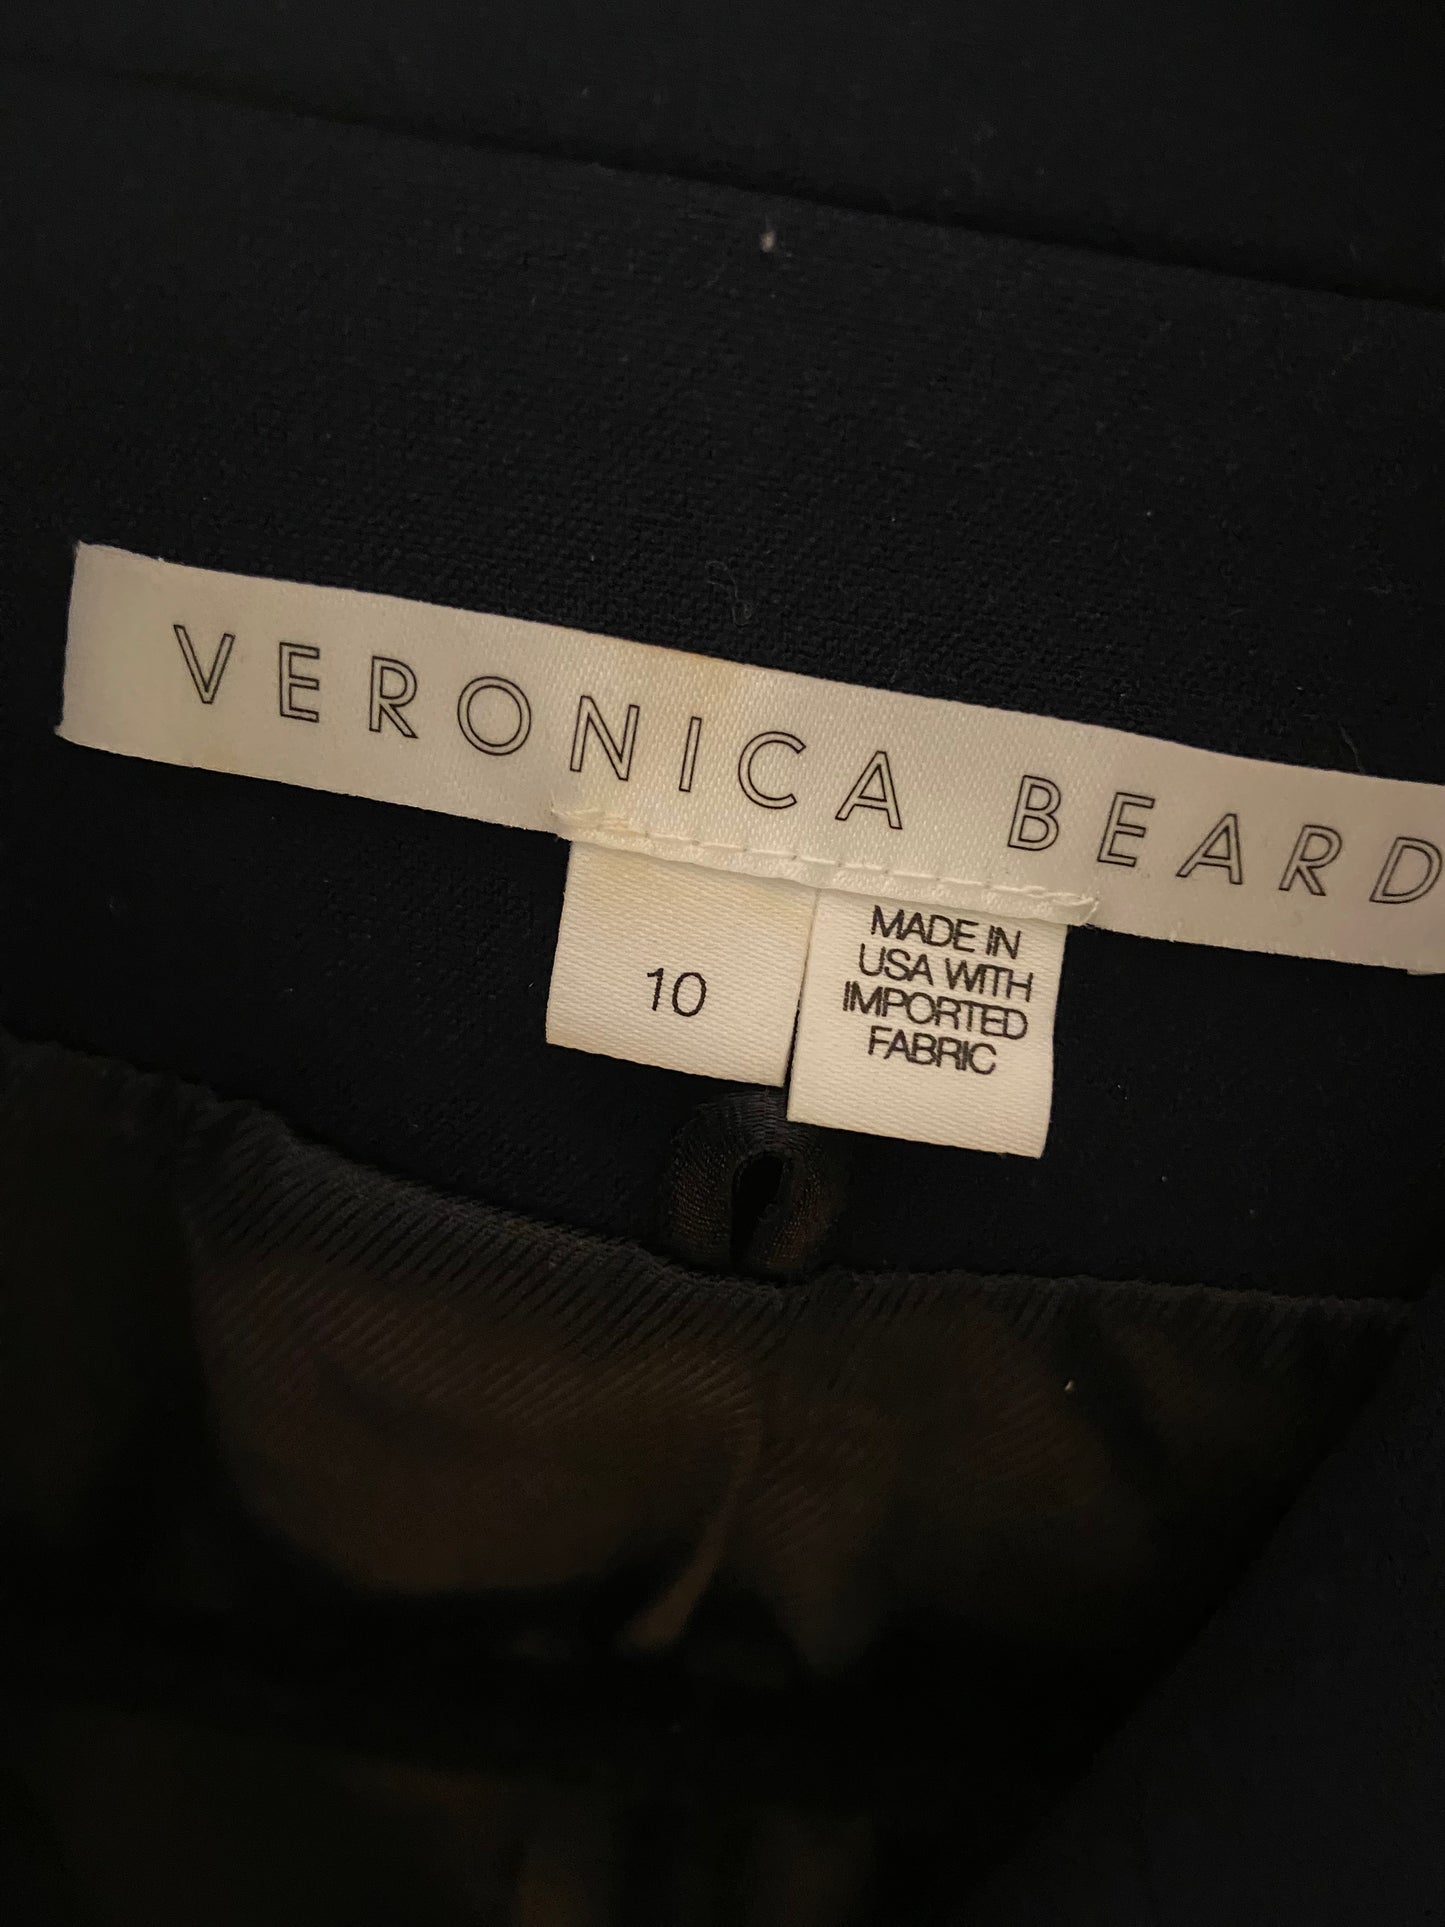 VERONICA BEARD
10
MADE IN
USA WITH
IMPORTED
FABRIC